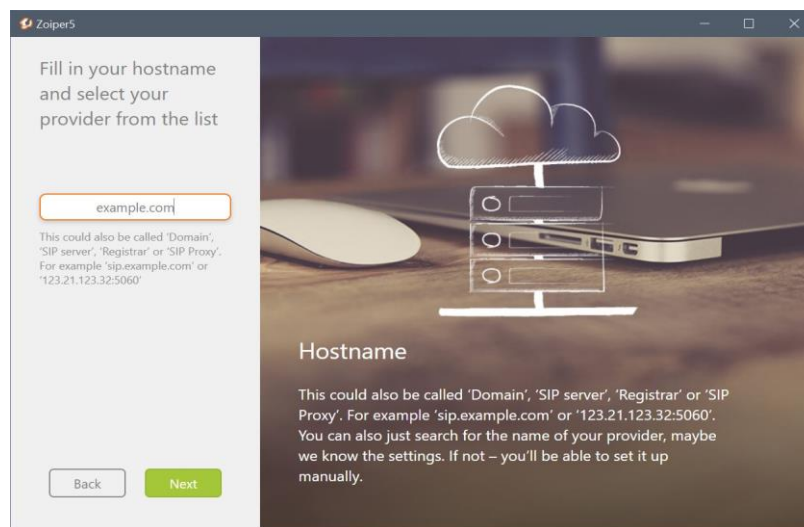 Zoiper5
Fill in your hostname
and select your
provider from the list
example.com
This could also be called 'Domain',
'SIP server', 'Registrar' or 'SIP Proxy'.
For example 'sip.example.com' or
'123.21.123.32:5060'
Back
Next
Hostname
This could also be called 'Domain', 'SIP server', 'Registrar' or 'SIP
Proxy'. For example 'sip.example.com' or '123.21.123.32:5060'.
You can also just search for the name of your provider, maybe
we know the settings. If not – you'll be able to set it up
manually.